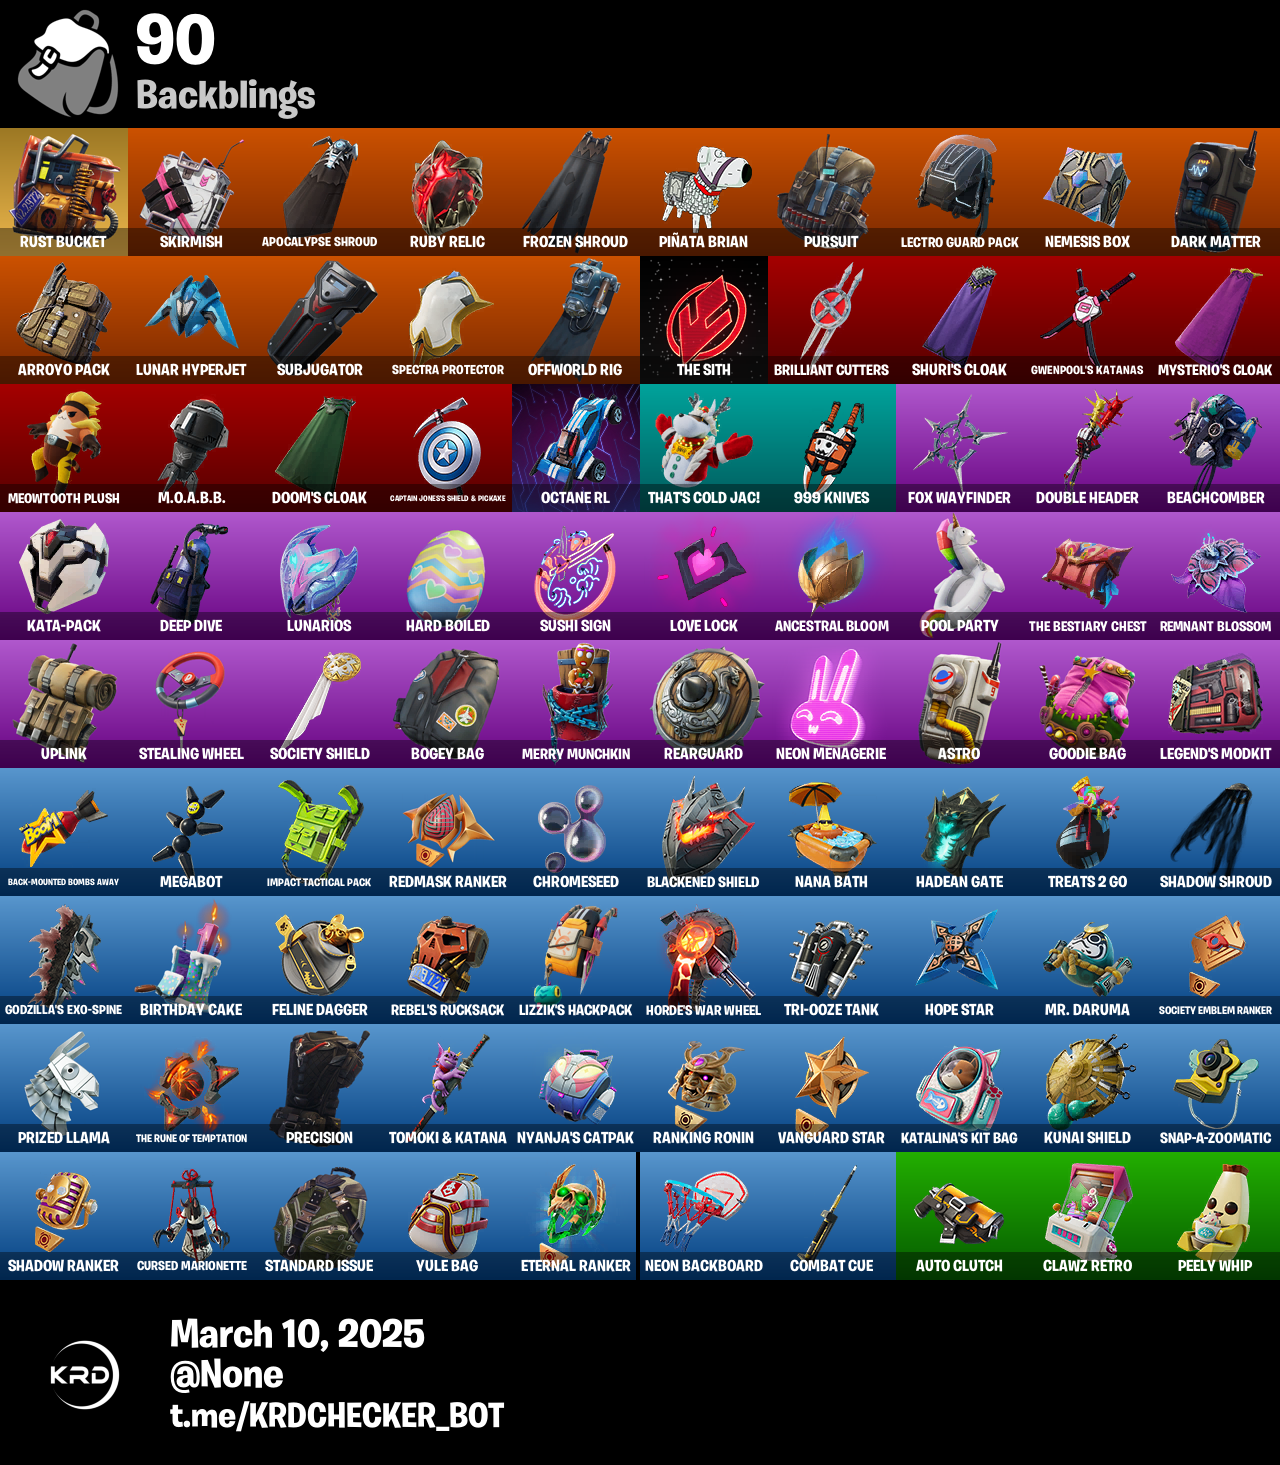 90
Backblings
RUST BUCKET
SKIRMISH
APOCALYPSE SHROUD
RUBY RELIC
FROZEN SHROUD
PIÑATA BRIAN
PURSUIT
LECTRO GUARD PACK
NEMESIS BOX
DARK MATTER
ARROYO PACK
LUNAR HYPERJET
SUBJUGATOR
SPECTRA PROTECTOR
OFFWORLD RIG
THE SITH
BRILLIANT CUTTERS
SHURI'S CLOAK
GWENPOOL'S KATANAS
MYSTERIO'S CLOAK
MEOWTOOTH PLUSH
M.O.A.B.B.
DOOM'S CLOAK
CAPTAIN JONES'S SHIELD & PICKAXE
OCTANE RL
THAT'S COLD JAC!
999 KNIVES
FOX WAYFINDER
DOUBLE HEADER
BEACHCOMBER
KATA-PACK
DEEP DIVE
LUNARIOS
HARD BOILED
SUSHI SIGN
LOVE LOCK
ANCESTRAL BLOOM
POOL PARTY
THE BESTIARY CHEST
REMNANT BLOSSOM
UPLINK
STEALING WHEEL
SOCIETY SHIELD
BOGEY BAG
MERRY MUNCHKIN
REARGUARD
NEON MENAGERIE
ASTRO
GOODIE BAG
LEGEND'S MODKIT
BOOM!
BACK-MOUNTED BOMBS AWAY
MEGABOT
IMPACT TACTICAL PACK
REDMASK RANKER
CHROMESEED
BLACKENED SHIELD
NANA BATH
HADEAN GATE
TREATS 2 GO
SHADOW SHROUD
GODZILLA'S EXO-SPINE
BIRTHDAY CAKE
FELINE DAGGER
REBEL'S RUCKSACK
LIZZIK'S HACKPACK
HORDE'S WAR WHEEL
TRI-OOZE TANK
HOPE STAR
MR. DARUMA
SOCIETY EMBLEM RANKER
PRIZED LLAMA
THE RUNE OF TEMPTATION
PRECISION
TOMOKI & KATANA
NYANJA'S CATPAK
RANKING RONIN
VANGUARD STAR
KATALINA'S KIT BAG
KUNAI SHIELD
SNAP-A-ZOOMATIC
SHADOW RANKER
CURSED MARIONETTE
STANDARD ISSUE
YULE BAG
ETERNAL RANKER
NEON BACKBOARD
COMBAT CUE
AUTO CLUTCH
CLAWZ RETRO
PEELY WHIP
KRD
March 10, 2025
@None
t.me/KRDCHECKER_BOT